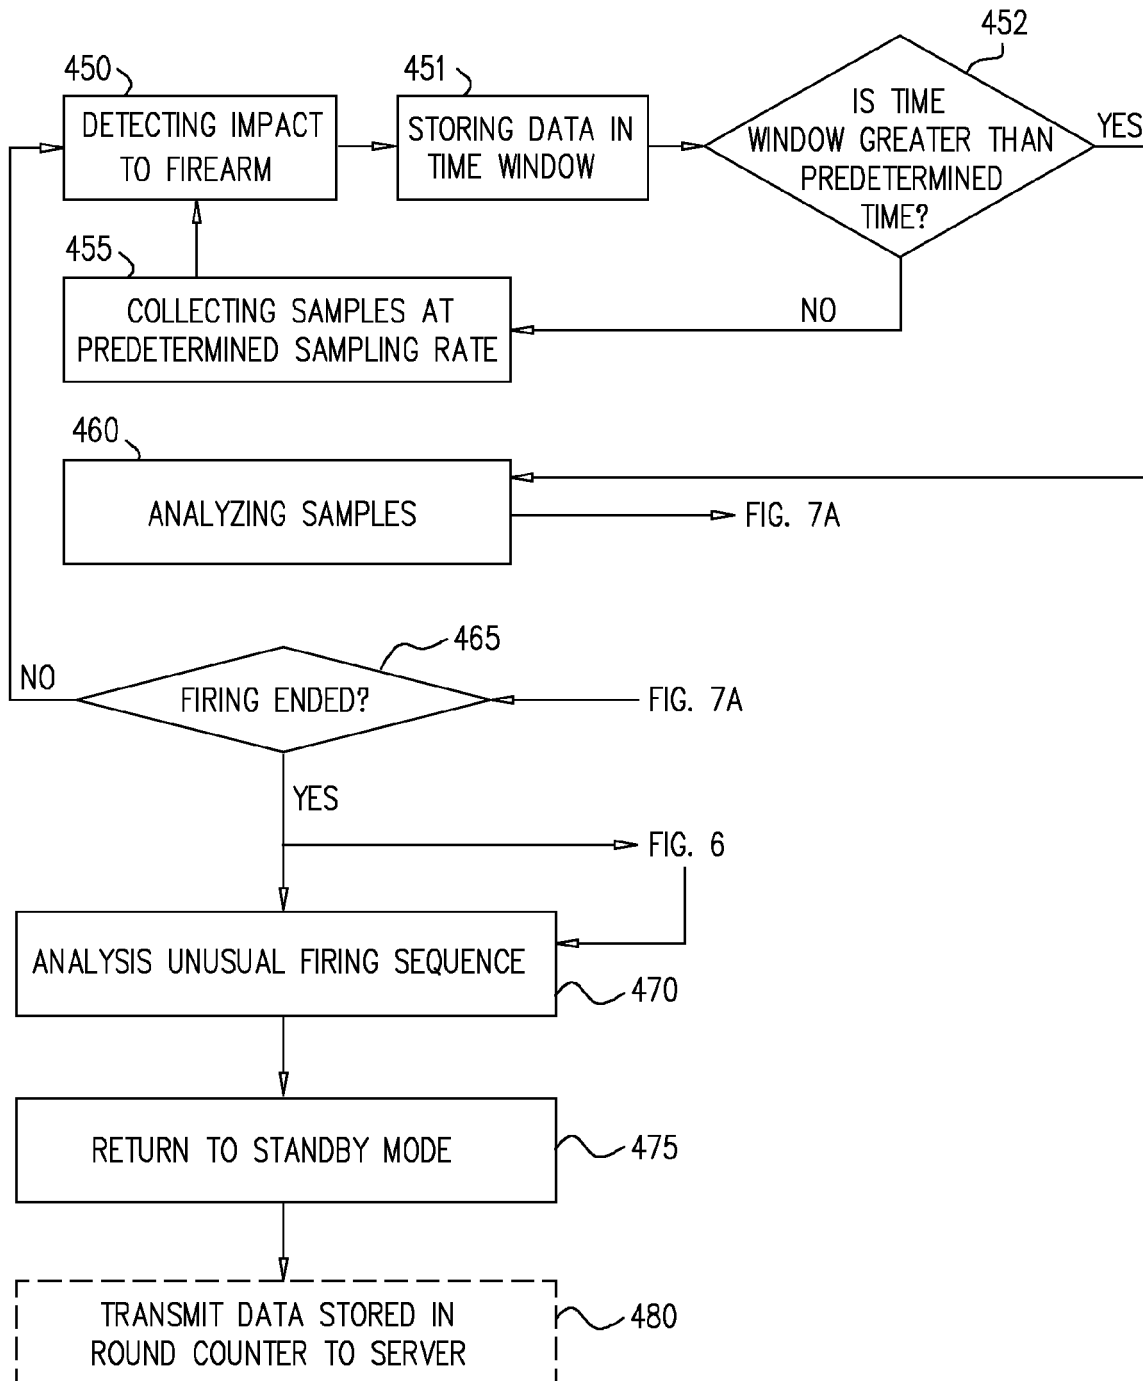 450
DETECTING IMPACT
TO FIREARM
451
STORING DATA IN
TIME WINDOW
452
IS TIME
WINDOW GREATER THAN
PREDETERMINED
TIME?
YES
NO
455
COLLECTING SAMPLES AT
PREDETERMINED SAMPLING RATE
460
ANALYZING SAMPLES
FIG. 7A
465
NO
FIRING ENDED?
FIG. 7A
YES
FIG. 6
ANALYSIS UNUSUAL FIRING SEQUENCE
470
RETURN TO STANDBY MODE
475
TRANSMIT DATA STORED IN
ROUND COUNTER TO SERVER
480